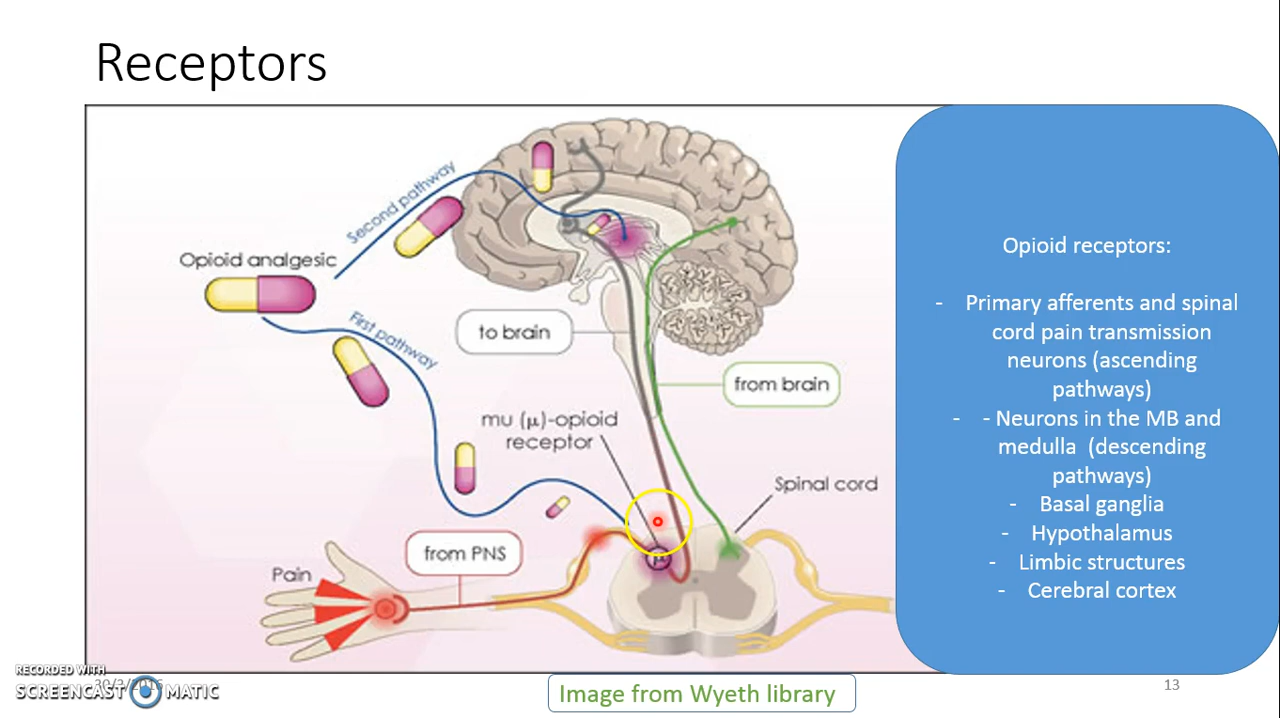 Receptors
Second pathway
Opioid analgesic
First pathway
to brain
from brain
mu (μ)-opioid
receptor
Spinal cord
from PNS
μ
Pain
Opioid receptors:
- Primary afferents and spinal
cord pain transmission
neurons (ascending
pathways)
- - Neurons in the MB and
medulla (descending
pathways)
- Basal ganglia
- Hypothalamus
- Limbic structures
- Cerebral cortex
RECORDED WITH
SCREENCAST MATIC
Image from Wyeth library
13